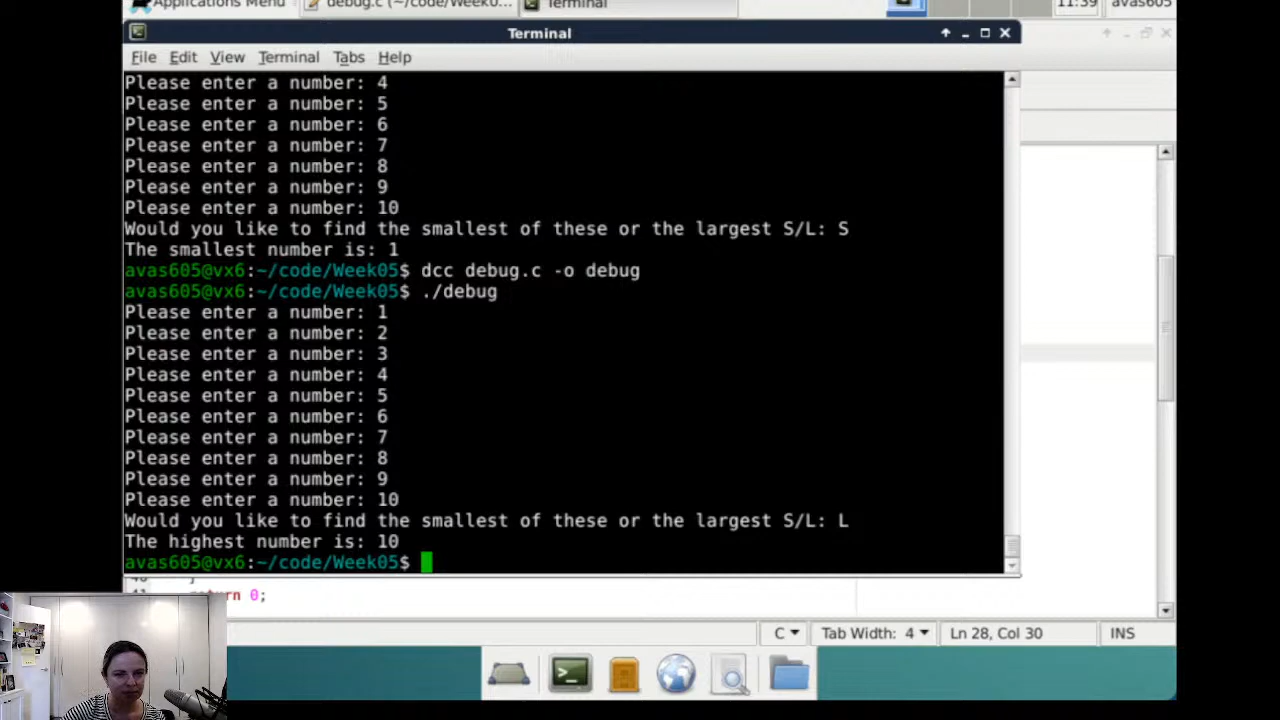 Applications Menu debug.c (~/code/Week0... Terminal 11:39 avas605
Terminal
File Edit View Terminal Tabs Help
Please enter a number: 4
Please enter a number: 5
Please enter a number: 6
Please enter a number: 7
Please enter a number: 8
Please enter a number: 9
Please enter a number: 10
Would you like to find the smallest of these or the largest S/L: S
The smallest number is: 1
avas605@vx6:~/code/Week05$ dcc debug.c -o debug
avas605@vx6:~/code/Week05$ ./debug
Please enter a number: 1
Please enter a number: 2
Please enter a number: 3
Please enter a number: 4
Please enter a number: 5
Please enter a number: 6
Please enter a number: 7
Please enter a number: 8
Please enter a number: 9
Please enter a number: 10
Would you like to find the smallest of these or the largest S/L: L
The highest number is: 10
avas605@vx6:~/code/Week05$
}
return 0;
C Tab Width: 4 Ln 28, Col 30 INS